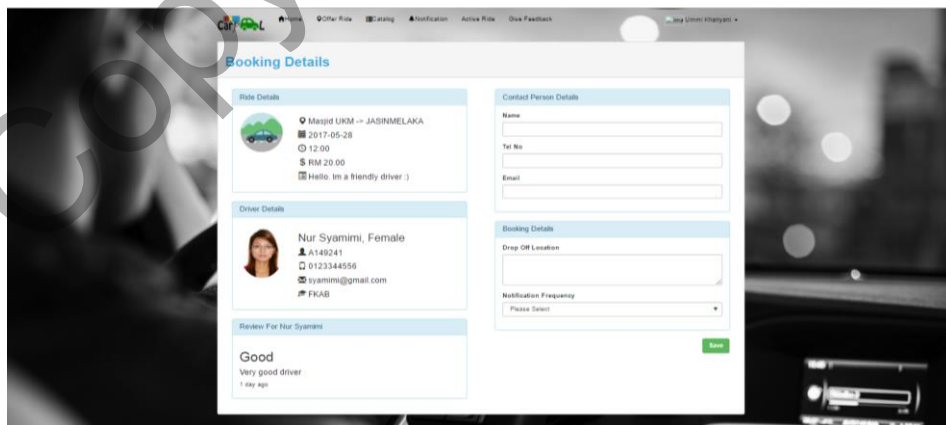 Copy
CarPOOL
Home Offer Ride Catalog Notification Active Ride Give Feedback
Ummi Khariyani
Booking Details
Ride Details
Masjid UKM -> JASINMELAKA
2017-05-28
12:00
$ RM 20.00
Hello. Im a friendly driver :)
Driver Details
Nur Syamimi, Female
A149241
0123344556
syamimi@gmail.com
FKAB
Review For Nur Syamimi
Good
Very good driver
1 day ago
Contact Person Details
Name
Tel No
Email
Booking Details
Drop Off Location
Notification Frequency
Please Select
Save